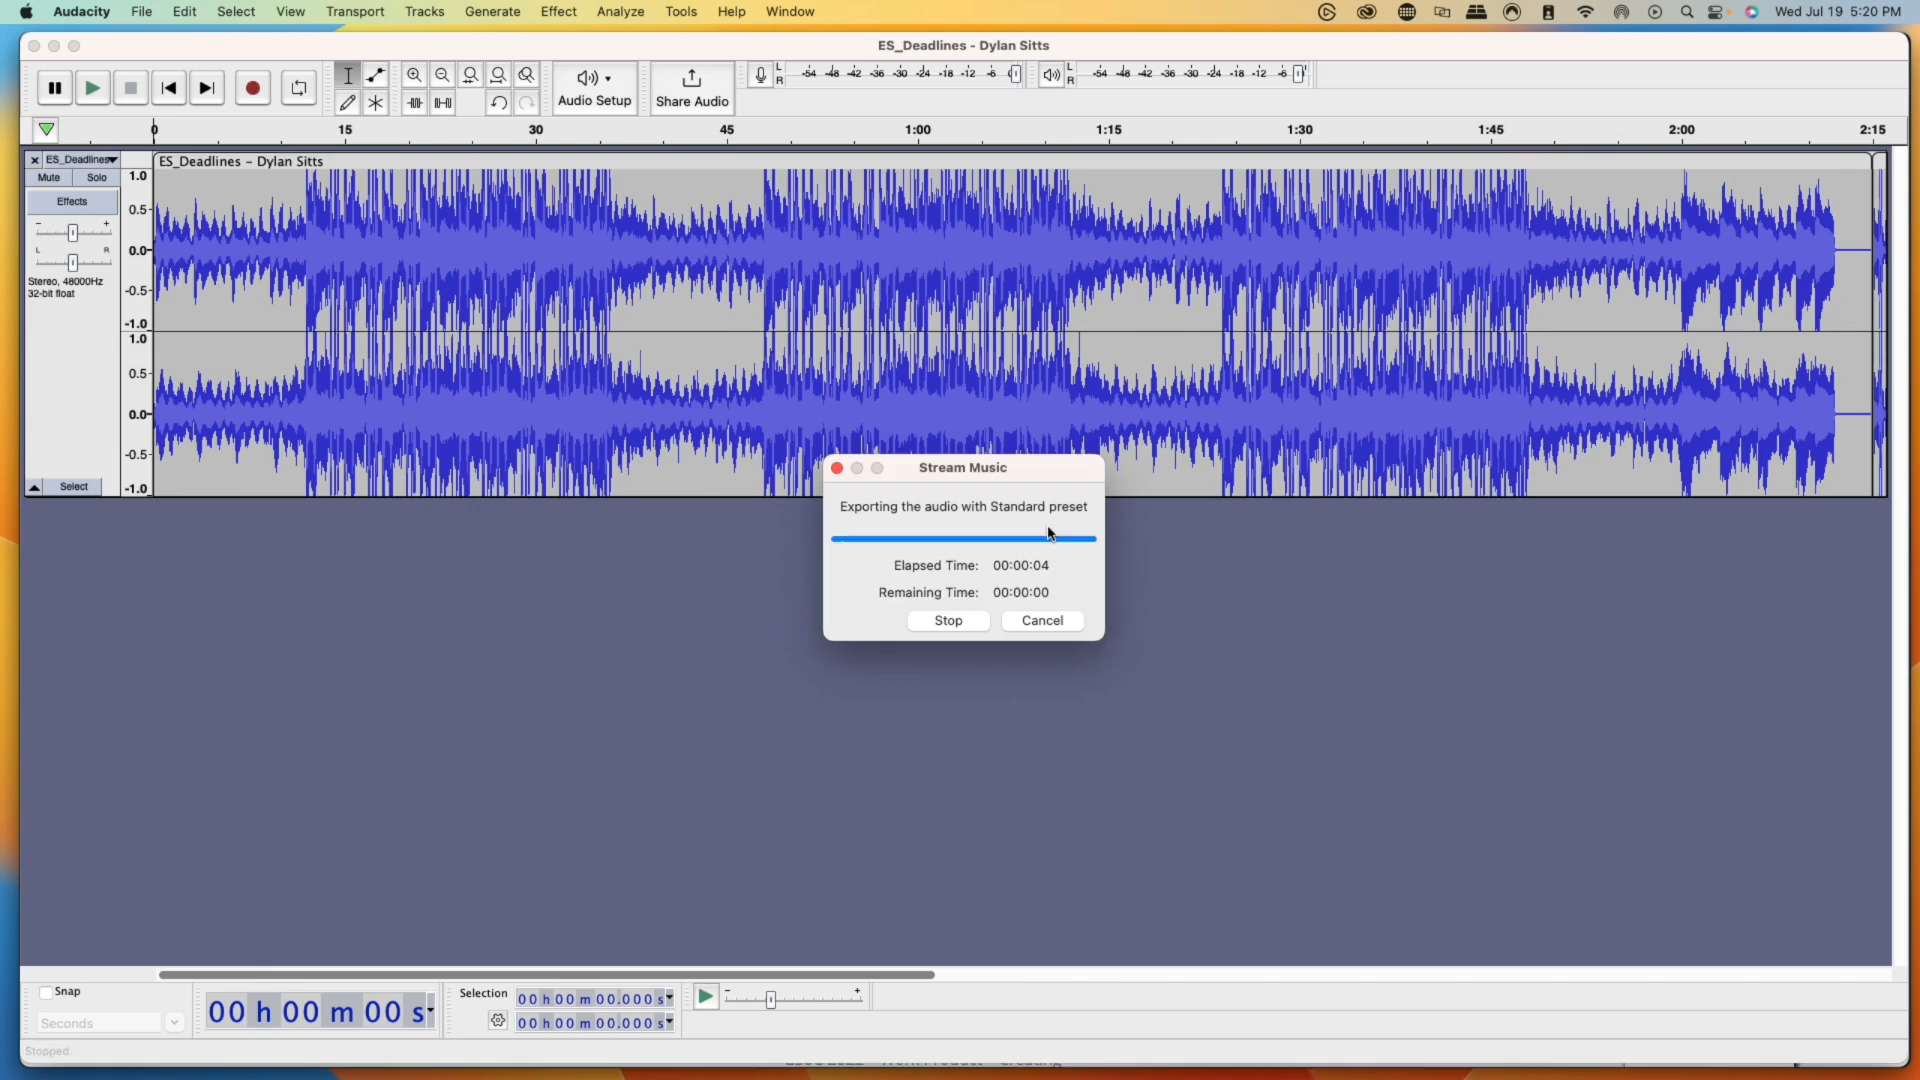 Audacity File Edit Select View Transport Tracks Generate Effect Analyze Tools Help Window Wed Jul 19 5:20 PM
ES_Deadlines - Dylan Sitts
Audio Setup
Share Audio
L
R
-54 -48 -42 -36 -30 -24 -18 -12 -6 0
L
R
-54 -48 -42 -36 -30 -24 -18 -12 -6
0 15 30 45 1:00 1:15 1:30 1:45 2:00 2:15
ES_Deadlines
ES_Deadlines - Dylan Sitts
Mute Solo
Effects
- +
L R
Stereo, 48000Hz
32-bit float
Select
1.0
0.5
0.0
-0.5
-1.0
1.0
0.5
0.0
-0.5
-1.0
Stream Music
Exporting the audio with Standard preset
Elapsed Time: 00:00:04
Remaining Time: 00:00:00
Stop Cancel
Snap
Seconds
00 h 00 m 00 s
Selection
00 h 00 m 00.000 s
00 h 00 m 00.000 s
- +
Stopped.